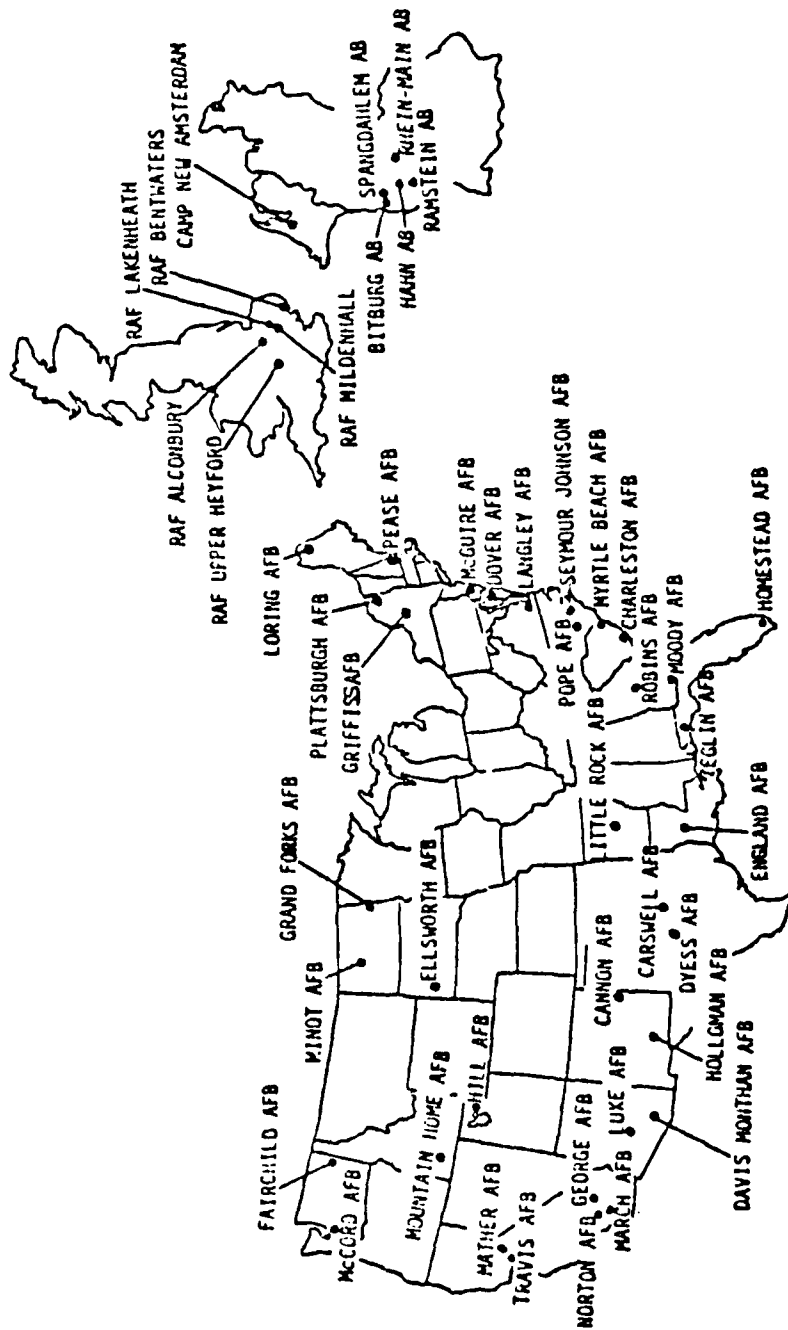 FAIRCHILD AFB
McCORD AFB
MINOT AFB
GRAND FORKS AFB
ELLSWORTH AFB
MOUNTAIN HOME AFB
HILL AFB
MATHER AFB
TRAVIS AFB
NORTON AFB
GEORGE AFB
MARCH AFB
LUKE AFB
DAVIS MONTHAN AFB
HOLLOMAN AFB
CANNON AFB
CARSWELL AFB
DYESS AFB
LITTLE ROCK AFB
ENGLAND AFB
EGLIN AFB
LORING AFB
PLATTSBURGH AFB
GRIFFISS AFB
PEASE AFB
McGUIRE AFB
DOVER AFB
LANGLEY AFB
SEYMOUR JOHNSON AFB
POPE AFB
MYRTLE BEACH AFB
CHARLESTON AFB
ROBINS AFB
MOODY AFB
HOMESTEAD AFB
RAF LAKENHEATH
RAF BENTWATERS
CAMP NEW AMSTERDAM
RAF ALCONBURY
RAF UPPER HEYFORD
RAF MILDENHALL
SPANGDAHLEM AB
BITBURG AB
RHEIN-MAIN AB
HAHN AB
RAMSTEIN AB